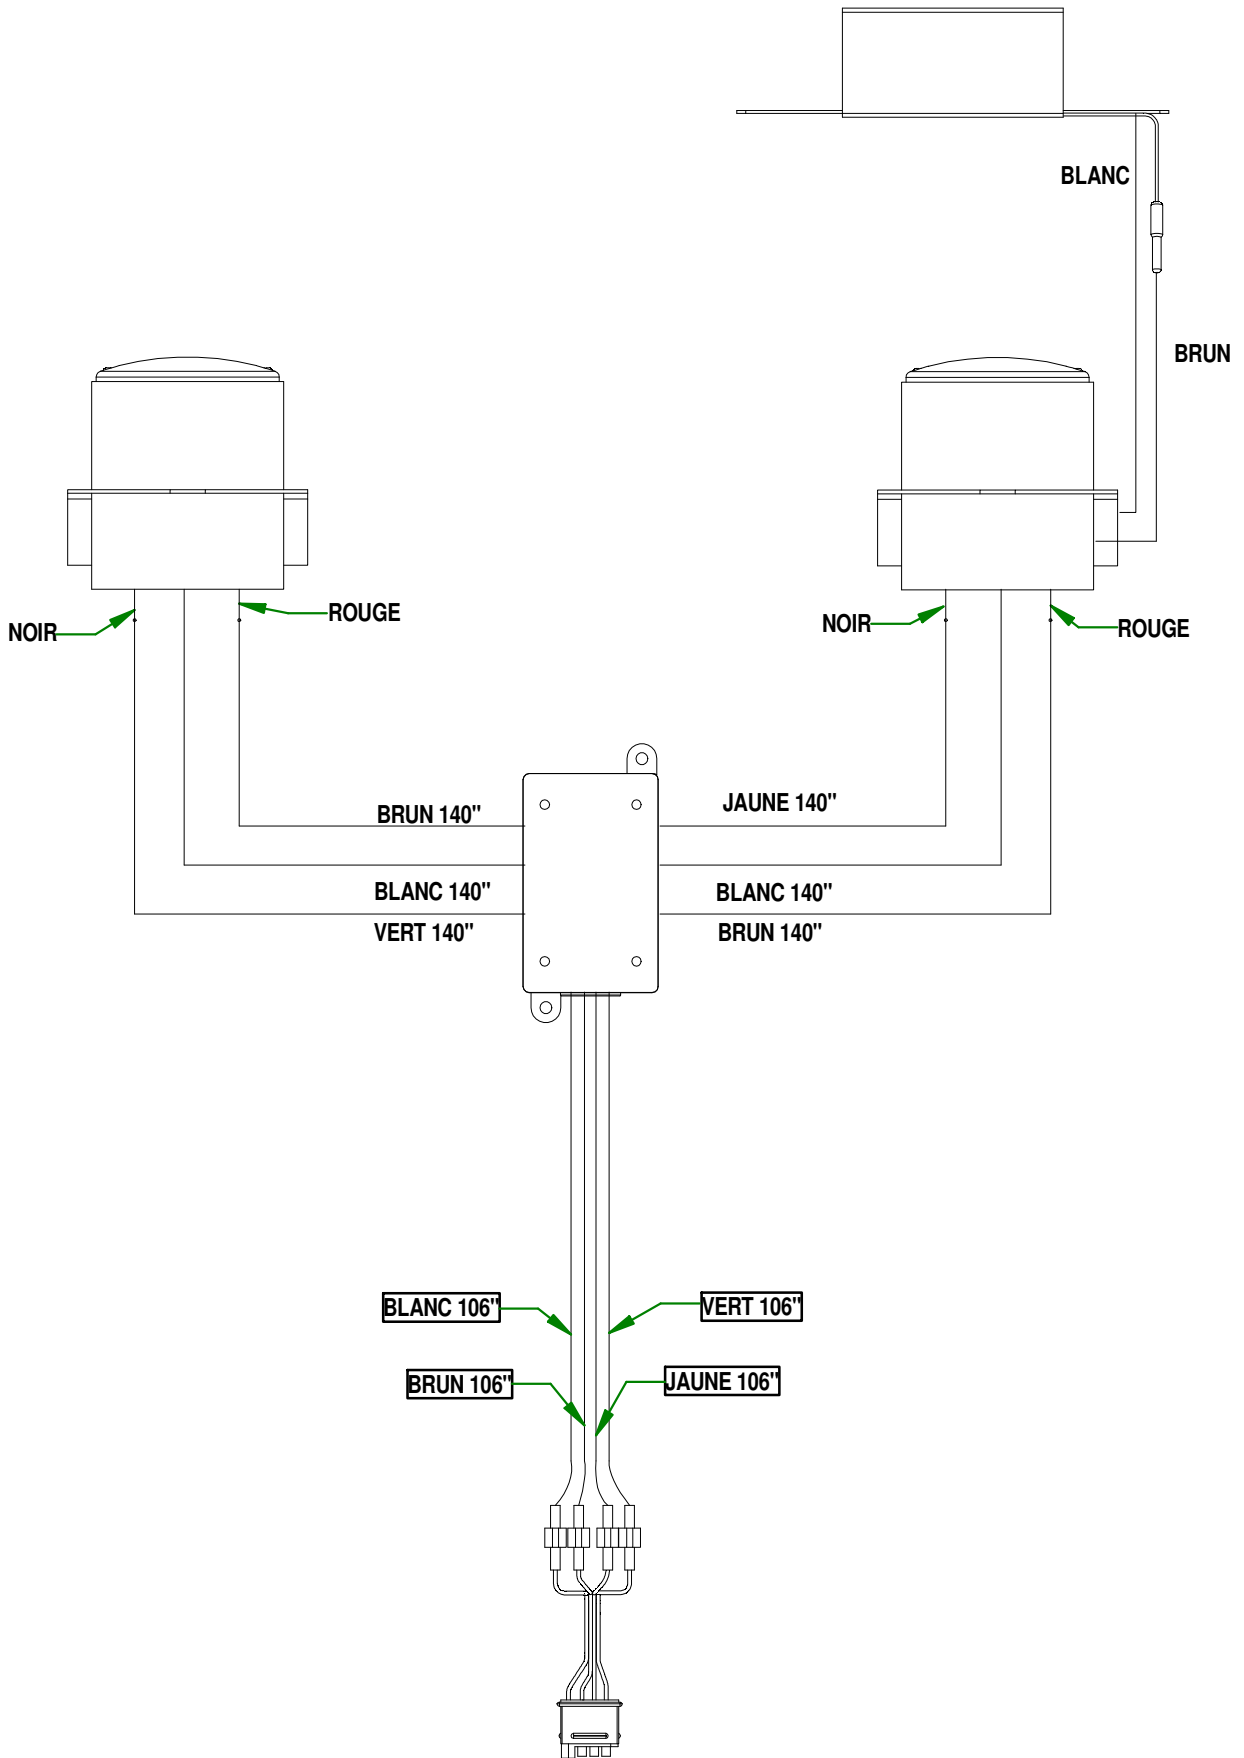 BLANC
BRUN
NOIR
ROUGE
NOIR
ROUGE
BRUN 140"
JAUNE 140"
BLANC 140"
BLANC 140"
VERT 140"
BRUN 140"
BLANC 106"
VERT 106"
BRUN 106"
JAUNE 106"